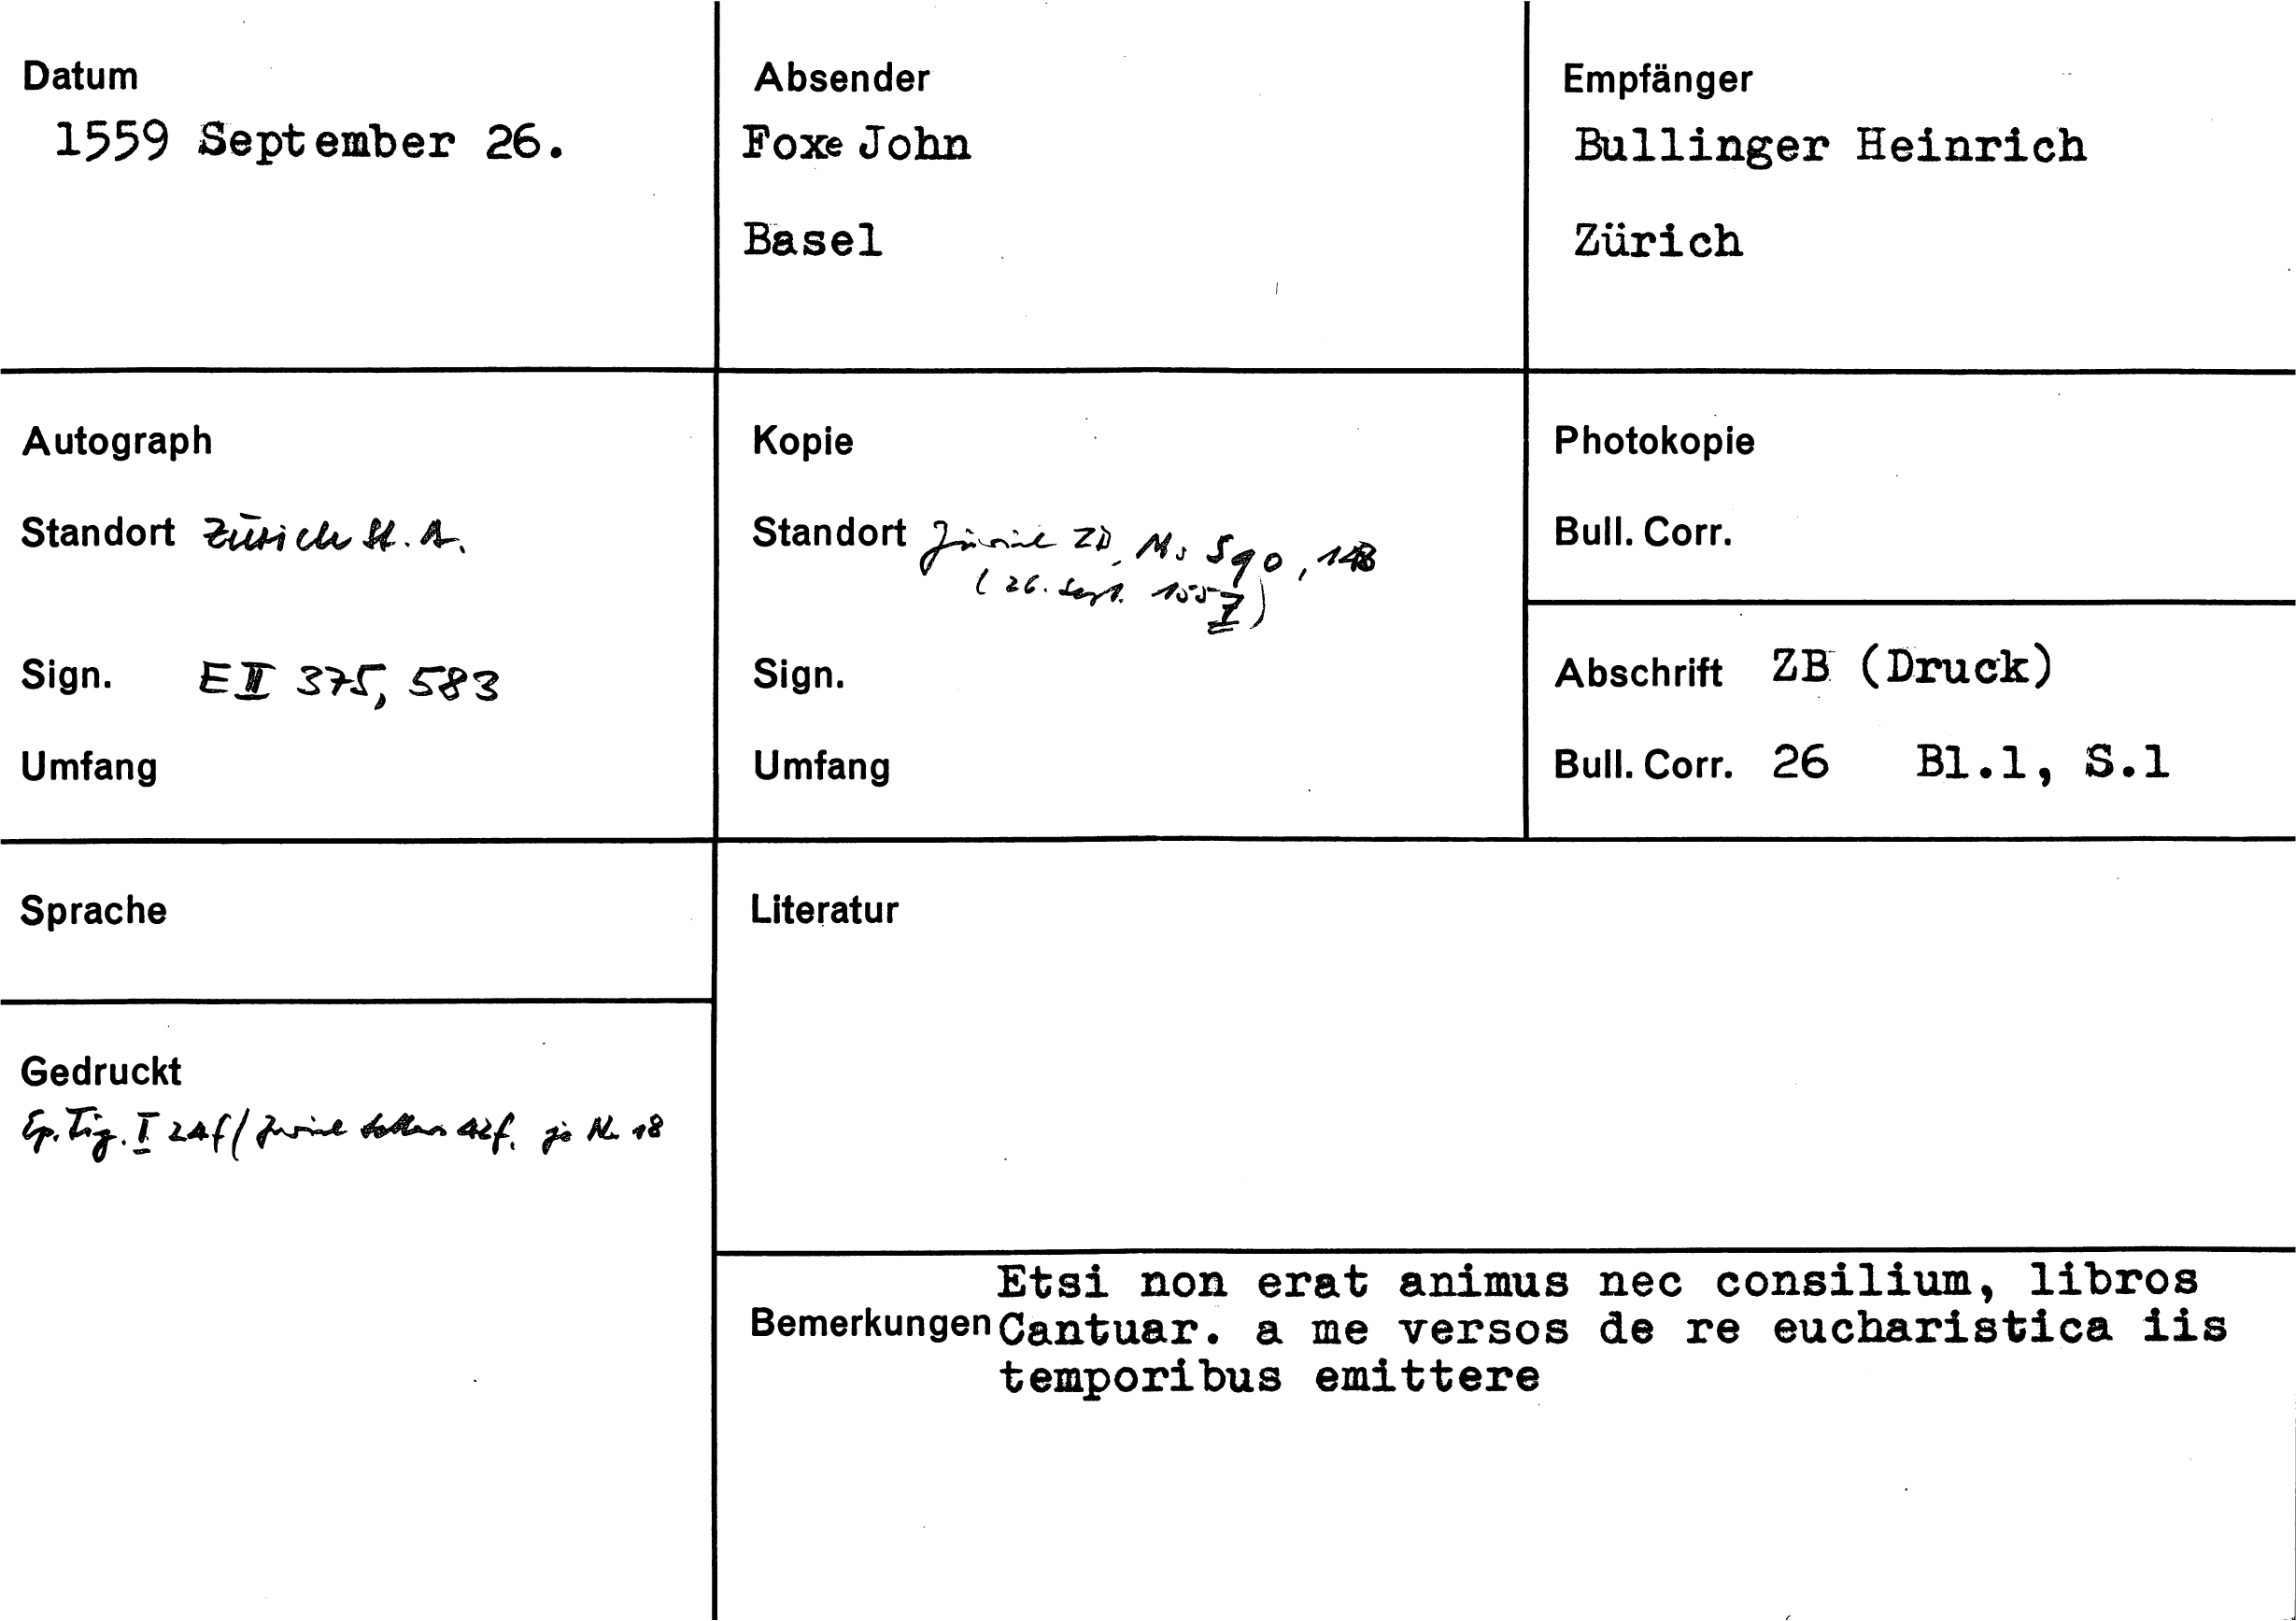 Datum
1559 September 26.
Absender
Foxe John
Basel
Empfänger
Bullinger Heinrich
Zürich
Autograph
Standort Zürich St. A.
Sign. E II 375, 583
Umfang
Kopie
Standort Zürich ZB, Ms S 90, 148
(26. Sept. 1557)
Sign.
Umfang
Photokopie
Bull. Corr.
Abschrift ZB (Druck)
Bull. Corr. 26 Bl.1, S.1
Sprache
Gedruckt
Ep. Tig. I 24f / Zurich Letters 42f. Nr. 18
Literatur
Bemerkungen
Etsi non erat animus nec consilium, libros
Cantuar. a me versos de re eucharistica iis
temporibus emittere